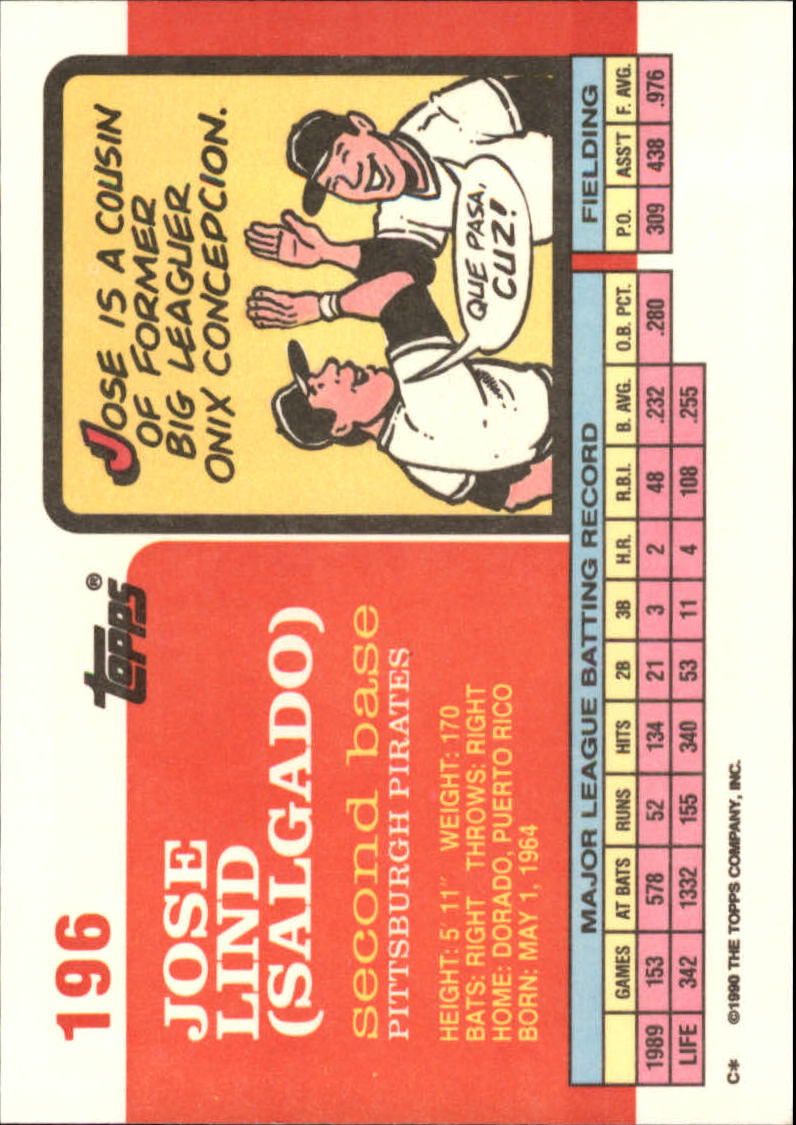 196
topps®
JOSE
LIND
(SALGADO)
second base
PITTSBURGH PIRATES
HEIGHT: 5' 11" WEIGHT: 170
BATS: RIGHT THROWS: RIGHT
HOME: DORADO, PUERTO RICO
BORN: MAY 1, 1964
JOSE IS A COUSIN
OF FORMER
BIG LEAGUER
ONIX CONCEPCION.
QUE PASA,
CUZ!
MAJOR LEAGUE BATTING RECORD FIELDING
GAMES AT BATS RUNS HITS 2B 3B H.R. R.B.I. B. AVG. O.B. PCT. P.O. ASS'T F. AVG.
1989 153 578 52 134 21 3 2 48 .232 .280 309 438 .976
LIFE 342 1332 155 340 53 11 4 108 .255
C* ©1990 THE TOPPS COMPANY, INC.